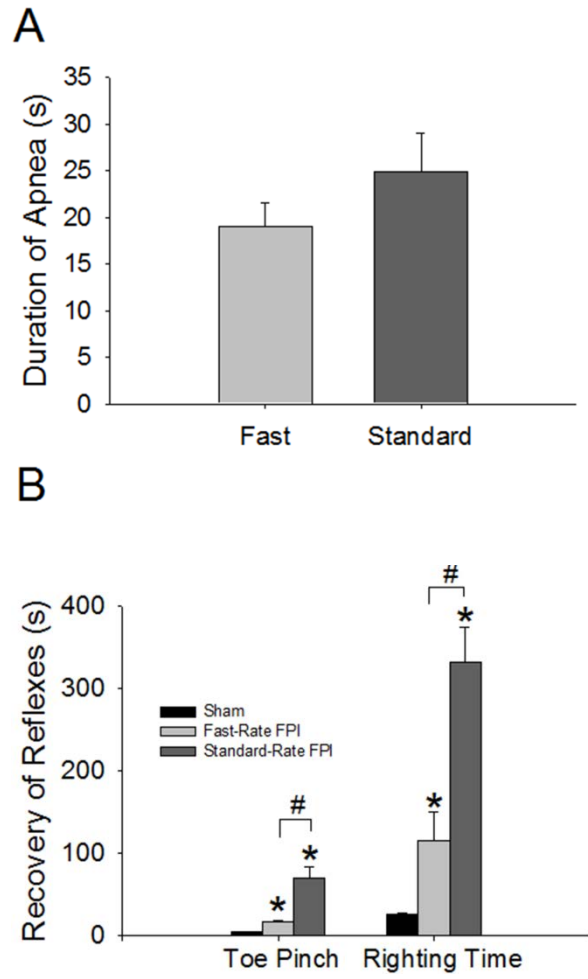 A
Duration of Apnea (s)
35
30
25
20
15
10
5
0
Fast Standard
B
Recovery of Reflexes (s)
400
300
200
100
0
Sham
Fast-Rate FPI
Standard-Rate FPI
#
*
*
#
*
*
Toe Pinch Righting Time